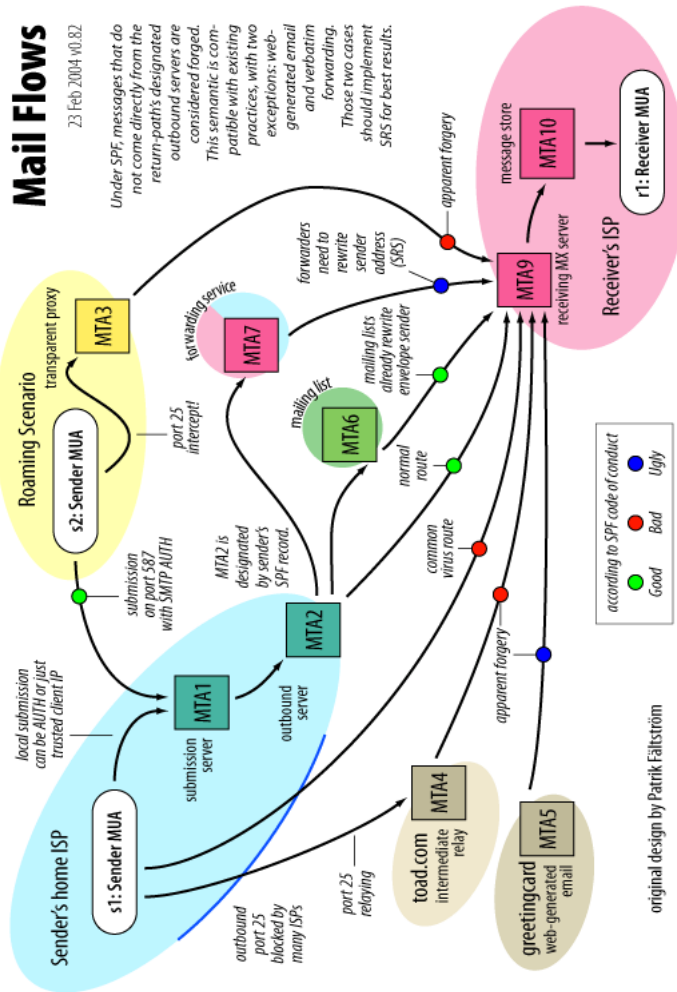 Mail Flows
23 Feb 2004 v0.82
Under SPF, messages that do
not come directly from the
return-path's designated
outbound servers are
considered forged.
This semantic is com-
patible with existing
practices, with two
exceptions: web-
generated email
and verbatim
forwarding.
Those two cases
should implement
SRS for best results.
Roaming Scenario
s2: Sender MUA
transparent proxy
MTA3
port 25
intercept!
submission
on port 587
with SMTP AUTH
local submission
can be AUTH or just
trusted client IP
Sender's home ISP
s1: Sender MUA
MTA1
submission
server
MTA2
outbound
server
MTA2 is
designated
by sender's
SPF record.
forwarding service
MTA7
mailing list
MTA6
forwarders
need to
rewrite
sender
address
(SRS)
apparent forgery
mailing lists
already rewrite
envelope sender
normal
route
common
virus route
apparent forgery
outbound
port 25
blocked by
many ISPs
port 25
relaying
MTA4
toad.com
intermediate
relay
MTA5
greetingcard
web-generated
email
MTA9
receiving MX server
message store
MTA10
r1: Receiver MUA
Receiver's ISP
according to SPF code of conduct
Good
Bad
Ugly
original design by Patrik Fältström